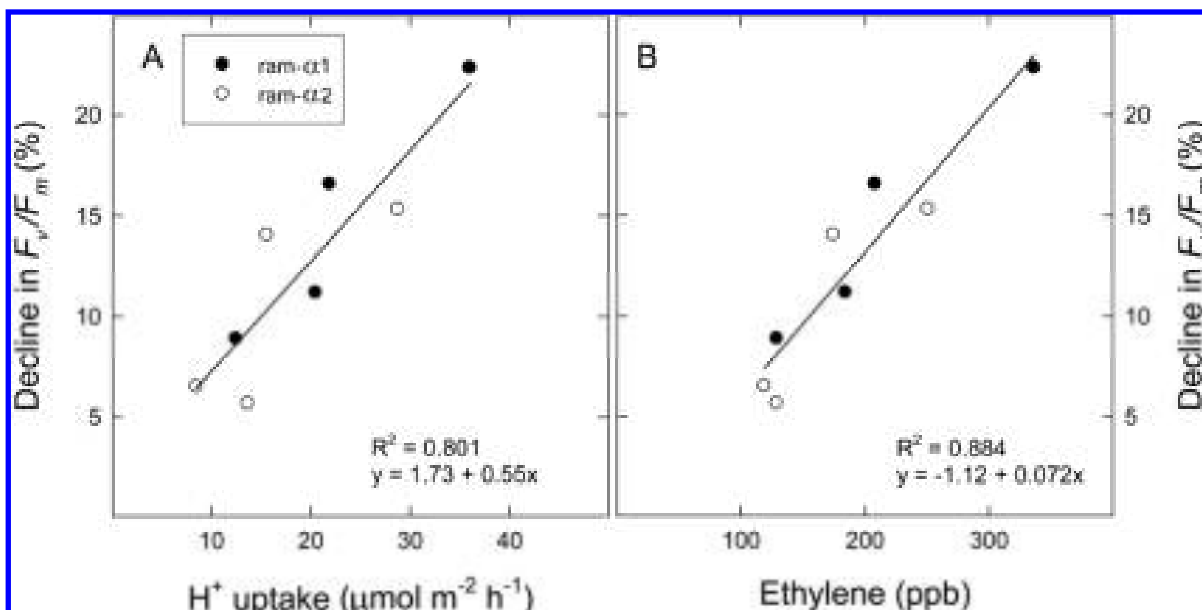 A
ram-α1
ram-α2
Decline in Fv/Fm (%)
20
15
10
5
R² = 0.801
y = 1.73 + 0.55x
10 20 30 40
H⁺ uptake (μmol m⁻² h⁻¹)
B
R² = 0.884
y = -1.12 + 0.072x
100 200 300
Ethylene (ppb)
20
15
10
5
Decline in (%)